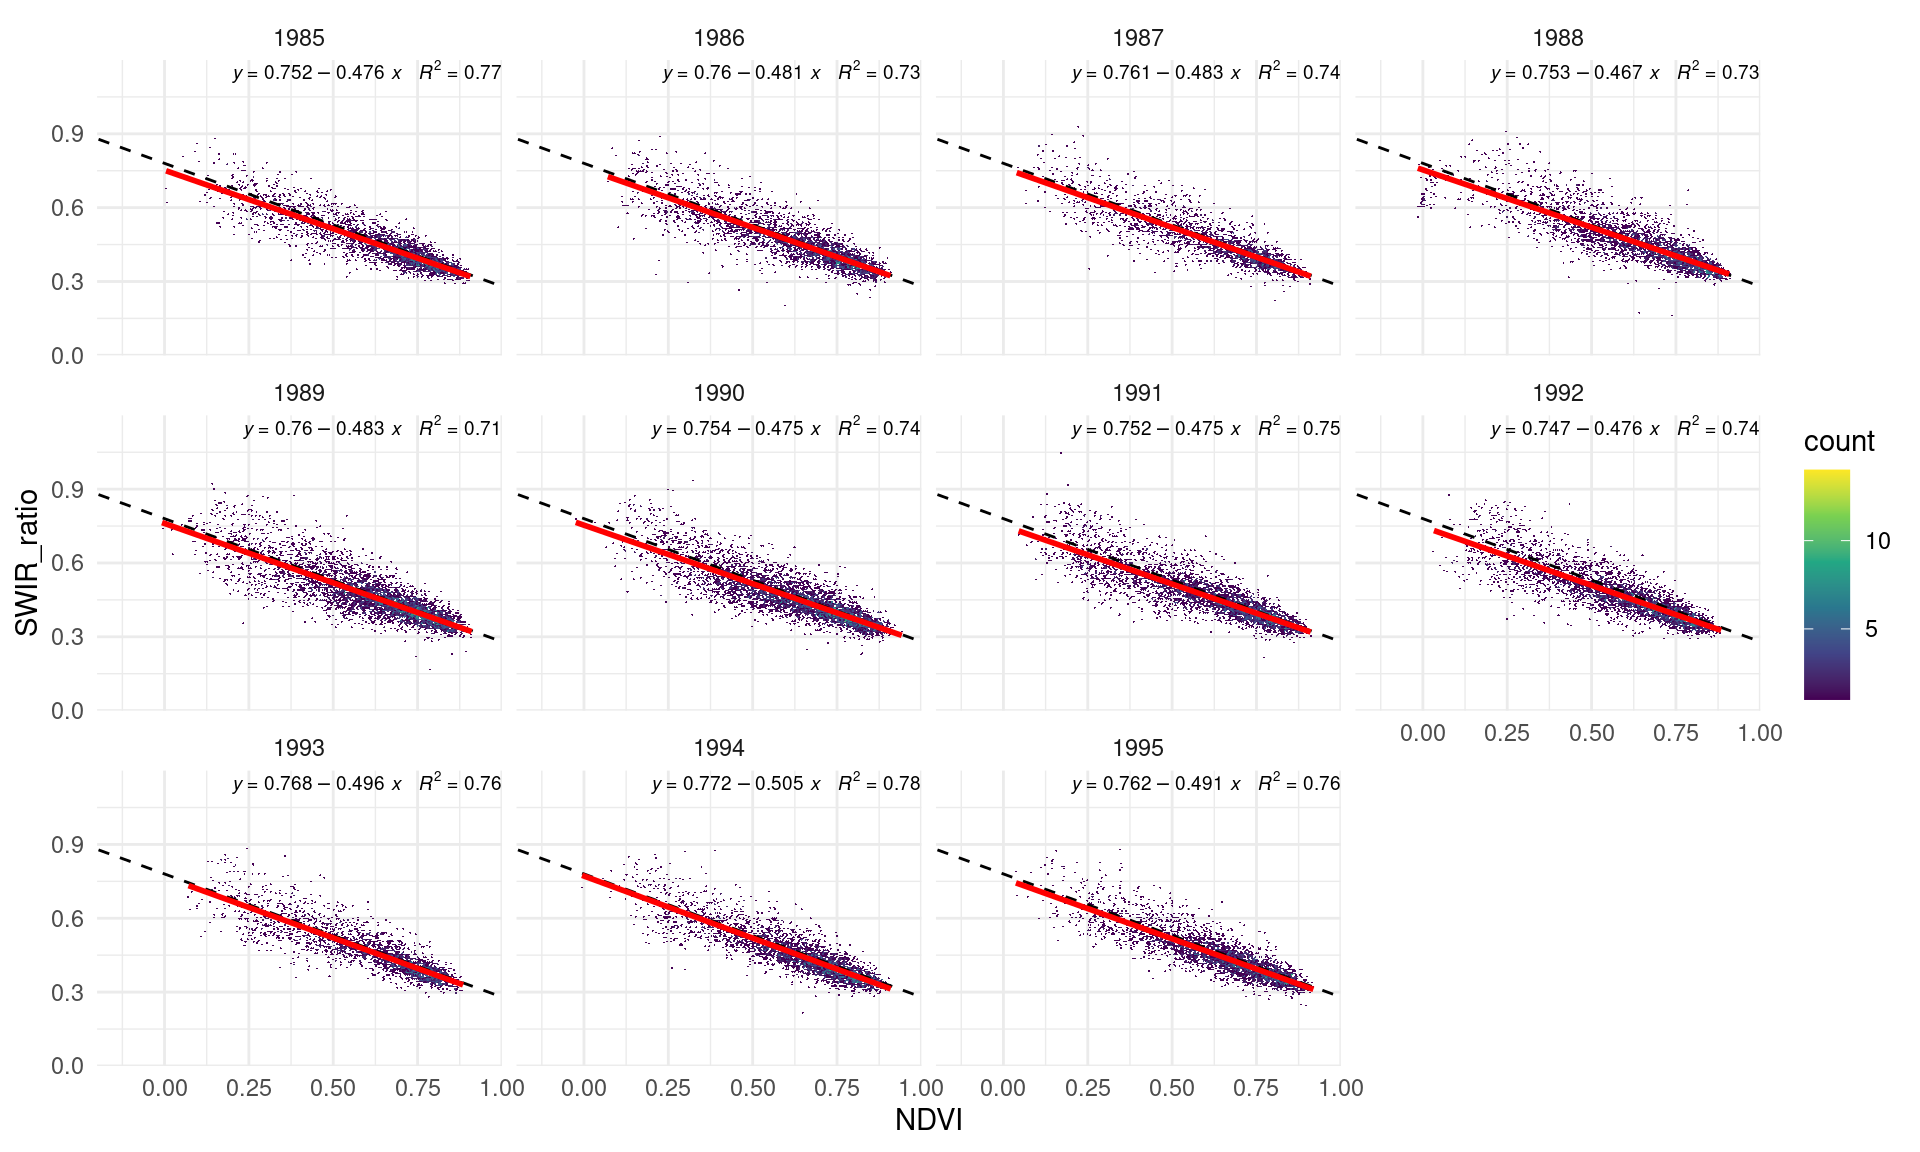 1985
1986
1987
1988
y = 0.752 − 0.476 x R² = 0.77
y = 0.76 − 0.481 x R² = 0.73
y = 0.761 − 0.483 x R² = 0.74
y = 0.753 − 0.467 x R² = 0.73
0.9
0.6
0.3
0.0
1989
1990
1991
1992
y = 0.76 − 0.483 x R² = 0.71
y = 0.754 − 0.475 x R² = 0.74
y = 0.752 − 0.475 x R² = 0.75
y = 0.747 − 0.476 x R² = 0.74
0.9
0.6
0.3
0.0
SWIR_ratio
count
10
5
0.00 0.25 0.50 0.75 1.00
1993
1994
1995
y = 0.768 − 0.496 x R² = 0.76
y = 0.772 − 0.505 x R² = 0.78
y = 0.762 − 0.491 x R² = 0.76
0.9
0.6
0.3
0.0
0.00 0.25 0.50 0.75 1.00
0.00 0.25 0.50 0.75 1.00
0.00 0.25 0.50 0.75 1.00
NDVI